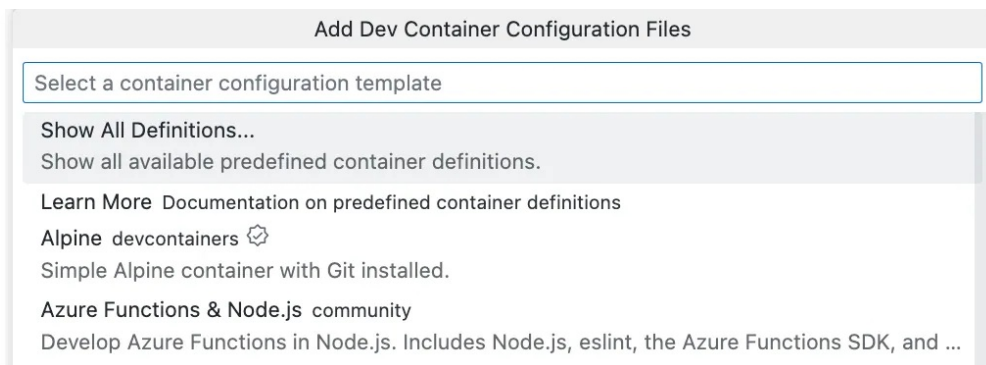 Add Dev Container Configuration Files
Select a container configuration template
Show All Definitions...
Show all available predefined container definitions.
Learn More Documentation on predefined container definitions
Alpine devcontainers
Simple Alpine container with Git installed.
Azure Functions & Node.js community
Develop Azure Functions in Node.js. Includes Node.js, eslint, the Azure Functions SDK, and ...